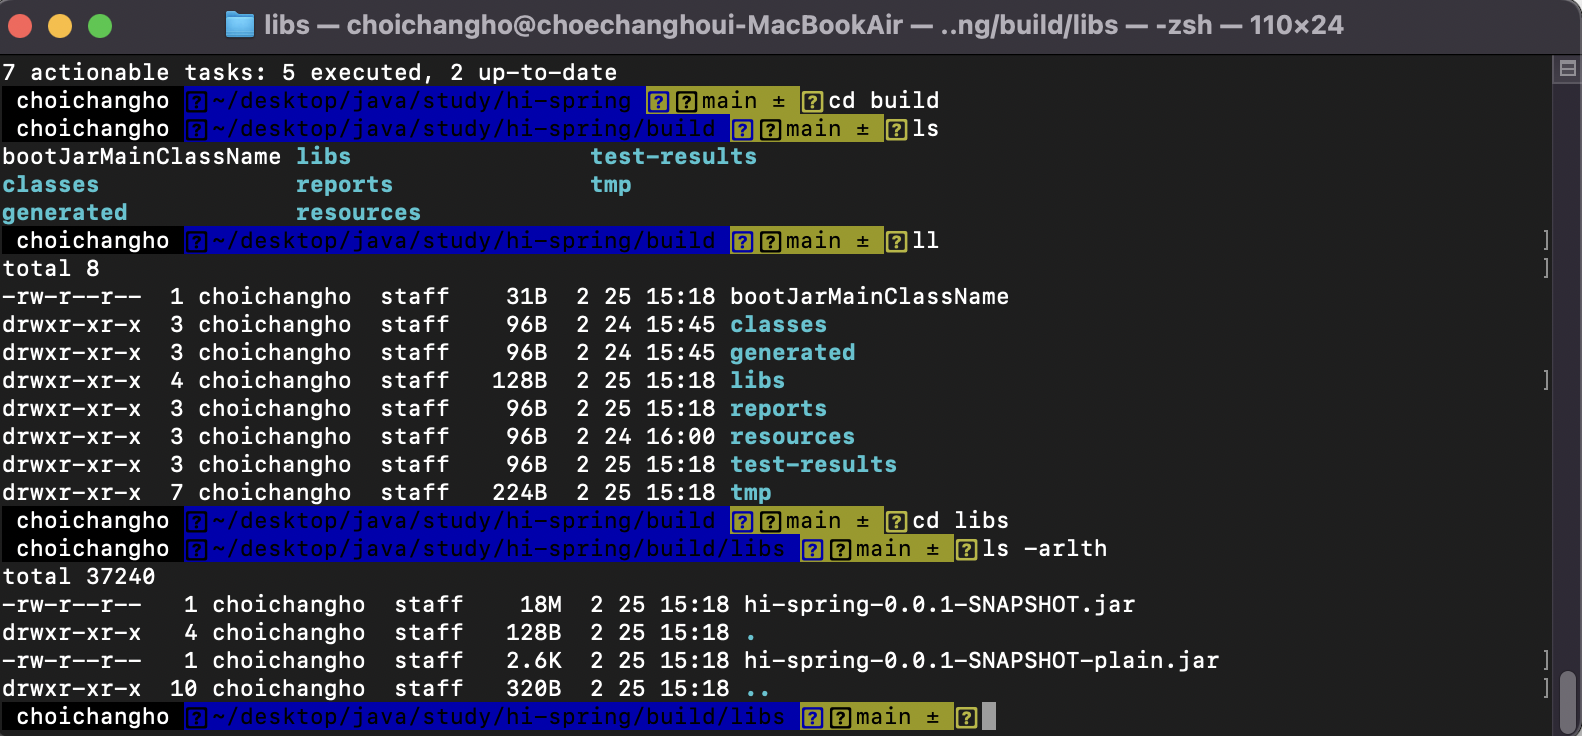 libs — choichangho@choechanghoui-MacBookAir — ..ng/build/libs — -zsh — 110×24
7 actionable tasks: 5 executed, 2 up-to-date
choichangho ? ~/desktop/java/study/hi-spring ? ? main ± ? cd build
choichangho ? ~/desktop/java/study/hi-spring/build ? ? main ± ? ls
bootJarMainClassName libs test-results
classes reports tmp
generated resources
choichangho ? ~/desktop/java/study/hi-spring/build ? ? main ± ? ll ]
total 8 ]
-rw-r--r-- 1 choichangho staff 31B 2 25 15:18 bootJarMainClassName
drwxr-xr-x 3 choichangho staff 96B 2 24 15:45 classes
drwxr-xr-x 3 choichangho staff 96B 2 24 15:45 generated
drwxr-xr-x 4 choichangho staff 128B 2 25 15:18 libs ]
drwxr-xr-x 3 choichangho staff 96B 2 25 15:18 reports
drwxr-xr-x 3 choichangho staff 96B 2 24 16:00 resources
drwxr-xr-x 3 choichangho staff 96B 2 25 15:18 test-results
drwxr-xr-x 7 choichangho staff 224B 2 25 15:18 tmp
choichangho ? ~/desktop/java/study/hi-spring/build ? ? main ± ? cd libs
choichangho ? ~/desktop/java/study/hi-spring/build/libs ? ? main ± ? ls -arlth
total 37240
-rw-r--r-- 1 choichangho staff 18M 2 25 15:18 hi-spring-0.0.1-SNAPSHOT.jar
drwxr-xr-x 4 choichangho staff 128B 2 25 15:18 .
-rw-r--r-- 1 choichangho staff 2.6K 2 25 15:18 hi-spring-0.0.1-SNAPSHOT-plain.jar ]
drwxr-xr-x 10 choichangho staff 320B 2 25 15:18 .. ]
choichangho ? ~/desktop/java/study/hi-spring/build/libs ? ? main ± ?